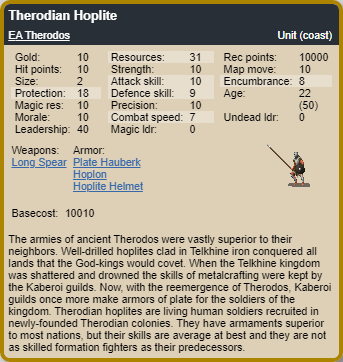 Therodian Hoplite
EA Therodos Unit (coast)
Gold: 10 Resources: 31 Rec points: 10000
Hit points: 10 Strength: 10 Map move: 10
Size: 2 Attack skill: 10 Encumbrance: 8
Protection: 18 Defence skill: 9 Age: 22
Magic res: 10 Precision: 10 (50)
Morale: 10 Combat speed: 7 Undead ldr: 0
Leadership: 40 Magic ldr: 0
Weapons: Armor:
Long Spear Plate Hauberk
Hoplon
Hoplite Helmet
Basecost: 10010
The armies of ancient Therodos were vastly superior to their
neighbors. Well-drilled hoplites clad in Telkhine iron conquered all
lands that the God-kings would covet. When the Telkhine kingdom
was shattered and drowned the skills of metalcrafting were kept by
the Kaberoi guilds. Now, with the reemergence of Therodos, Kaberoi
guilds once more make armors of plate for the soldiers of the
kingdom. Therodian hoplites are living human soldiers recruited in
newly-founded Therodian colonies. They have armaments superior
to most nations, but their skills are average at best and they are not
as skilled formation fighters as their predecessors.